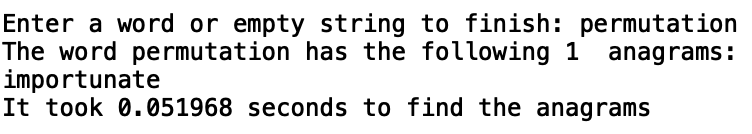 Enter a word or empty string to finish: permutation
The word permutation has the following 1  anagrams:
importunate
It took 0.051968 seconds to find the anagrams